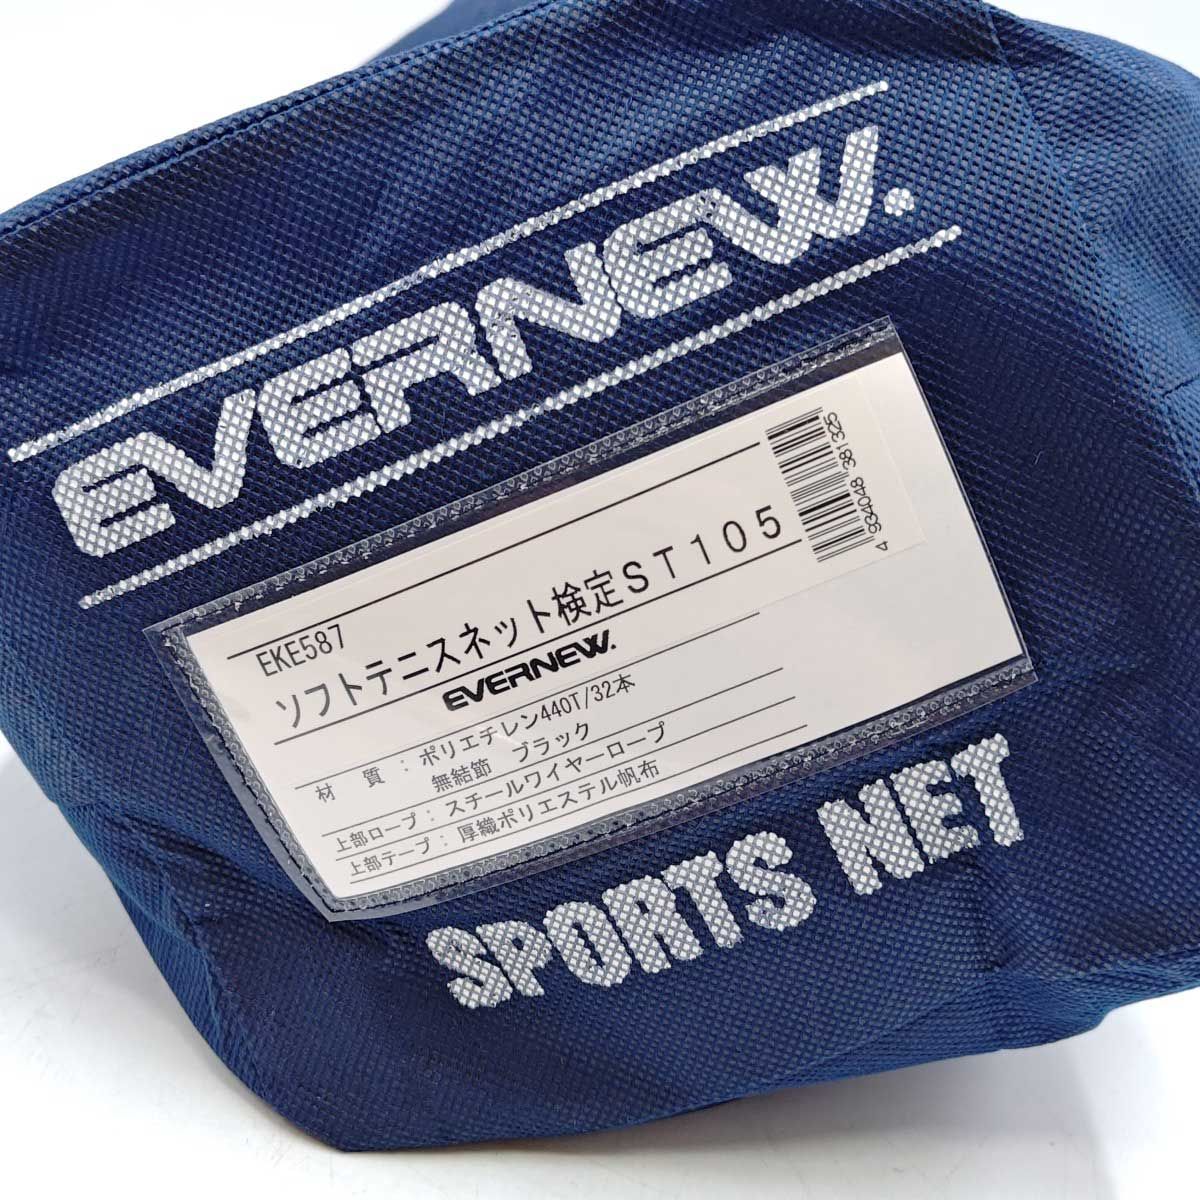 EVERNEW.
4 934048 381325
EKE587
ソフトテニスネット検定ST105
EVERNEW.
材　質：ポリエチレン440T/32本
無結節　ブラック
上部ロープ：スチールワイヤーロープ
上部テープ：厚織ポリエステル帆布
SPORTS NET